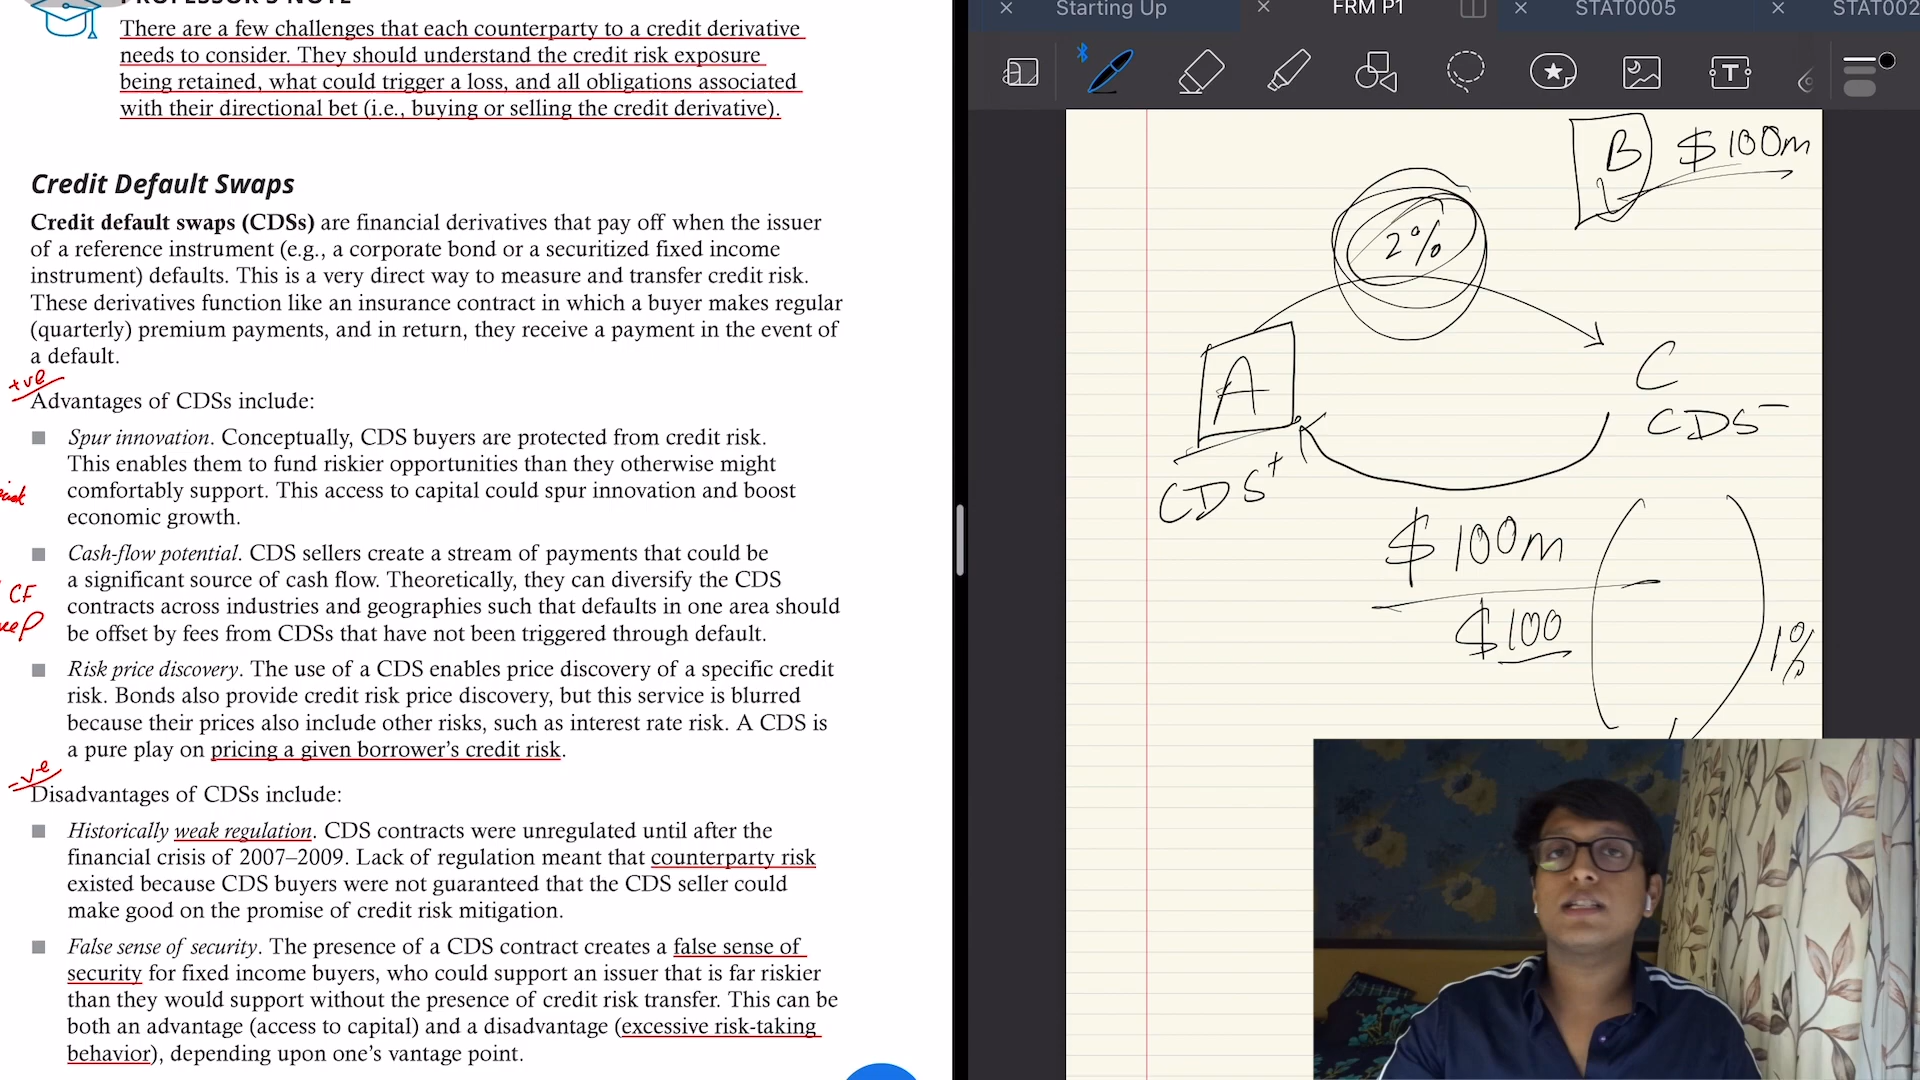 PROFESSOR'S NOTE
There are a few challenges that each counterparty to a credit derivative
needs to consider. They should understand the credit risk exposure
being retained, what could trigger a loss, and all obligations associated
with their directional bet (i.e., buying or selling the credit derivative).
Credit Default Swaps
Credit default swaps (CDSs) are financial derivatives that pay off when the issuer
of a reference instrument (e.g., a corporate bond or a securitized fixed income
instrument) defaults. This is a very direct way to measure and transfer credit risk.
These derivatives function like an insurance contract in which a buyer makes regular
(quarterly) premium payments, and in return, they receive a payment in the event of
a default.
+ve
Advantages of CDSs include:
Spur innovation. Conceptually, CDS buyers are protected from credit risk.
This enables them to fund riskier opportunities than they otherwise might
comfortably support. This access to capital could spur innovation and boost
economic growth.
Cash-flow potential. CDS sellers create a stream of payments that could be
a significant source of cash flow. Theoretically, they can diversify the CDS
CF
contracts across industries and geographies such that defaults in one area should
be offset by fees from CDSs that have not been triggered through default.
Risk price discovery. The use of a CDS enables price discovery of a specific credit
risk. Bonds also provide credit risk price discovery, but this service is blurred
because their prices also include other risks, such as interest rate risk. A CDS is
a pure play on pricing a given borrower's credit risk.
-ve
Disadvantages of CDSs include:
Historically weak regulation. CDS contracts were unregulated until after the
financial crisis of 2007–2009. Lack of regulation meant that counterparty risk
existed because CDS buyers were not guaranteed that the CDS seller could
make good on the promise of credit risk mitigation.
False sense of security. The presence of a CDS contract creates a false sense of
security for fixed income buyers, who could support an issuer that is far riskier
than they would support without the presence of credit risk transfer. This can be
both an advantage (access to capital) and a disadvantage (excessive risk-taking
behavior), depending upon one's vantage point.
Starting Up
FRM P1
STAT0005
STAT002
T
B $100m
2%
A
C
CDS-
CDS+
$100m
$100
1%